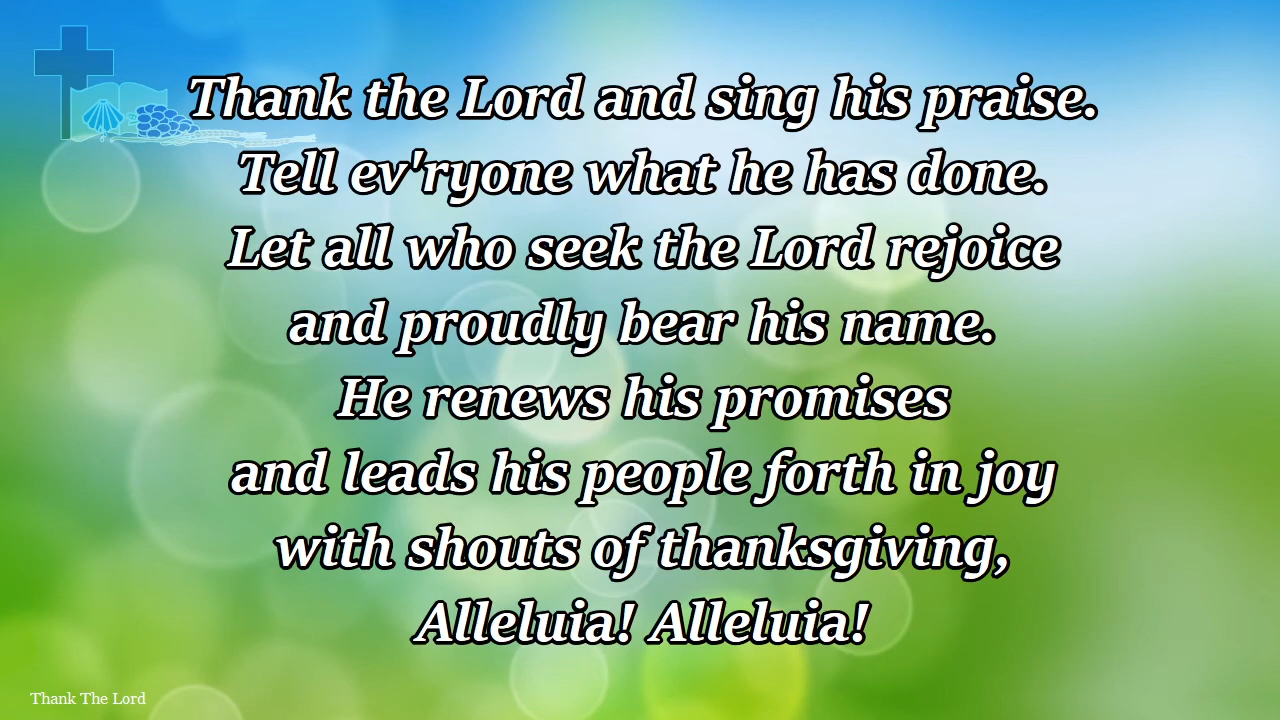 Thank the Lord and sing his praise.
Tell ev'ryone what he has done.
Let all who seek the Lord rejoice
and proudly bear his name.
He renews his promises
and leads his people forth in joy
with shouts of thanksgiving,
Alleluia! Alleluia!
Thank The Lord